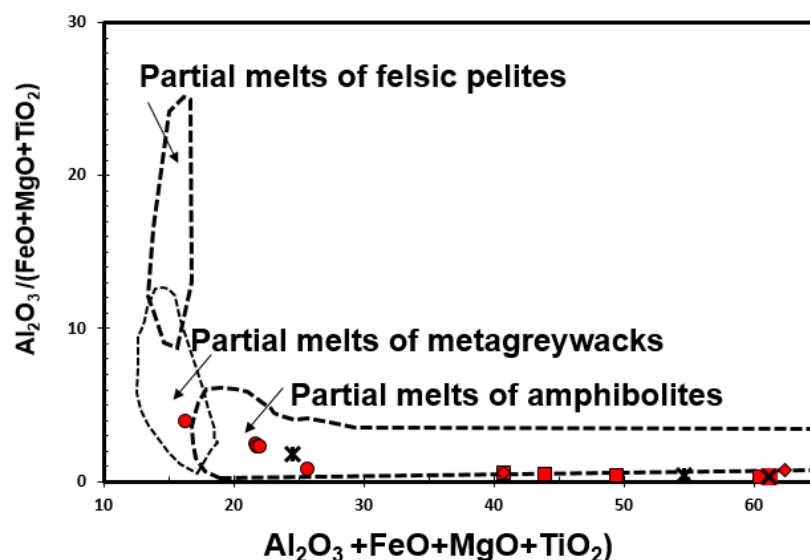 30
Partial melts of felsic pelites
20
Al₂O₃ /(FeO+MgO+TiO₂)
10
Partial melts of metagreywacks
Partial melts of amphibolites
0
10 20 30 40 50 60
Al₂O₃ +FeO+MgO+TiO₂)